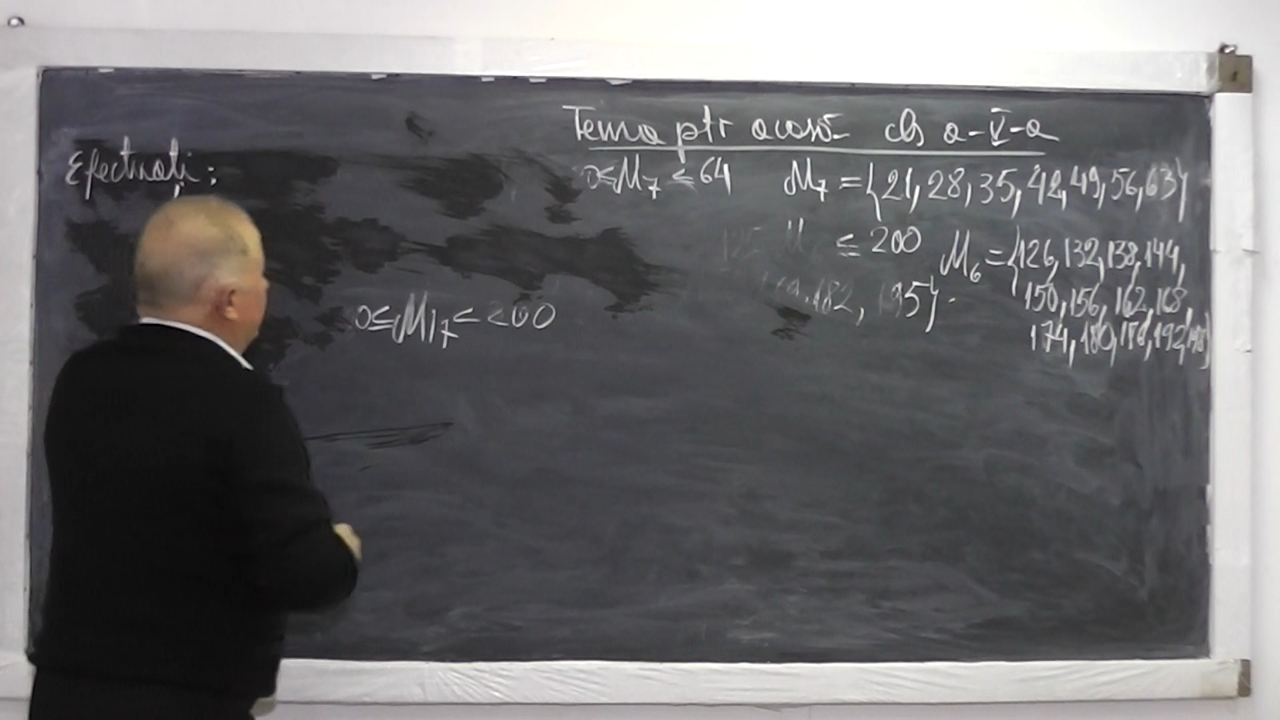 Tema ptr acasă cls a-V-a
Efectuați:
0≤M7 ≤64 M7 ={21,28,35,42,49,56,63}
≤ 200 M6 ={126,132,138,144,
182, 195}. 150,156,162,168,
0≤M17<200 174,180,186,192,198}